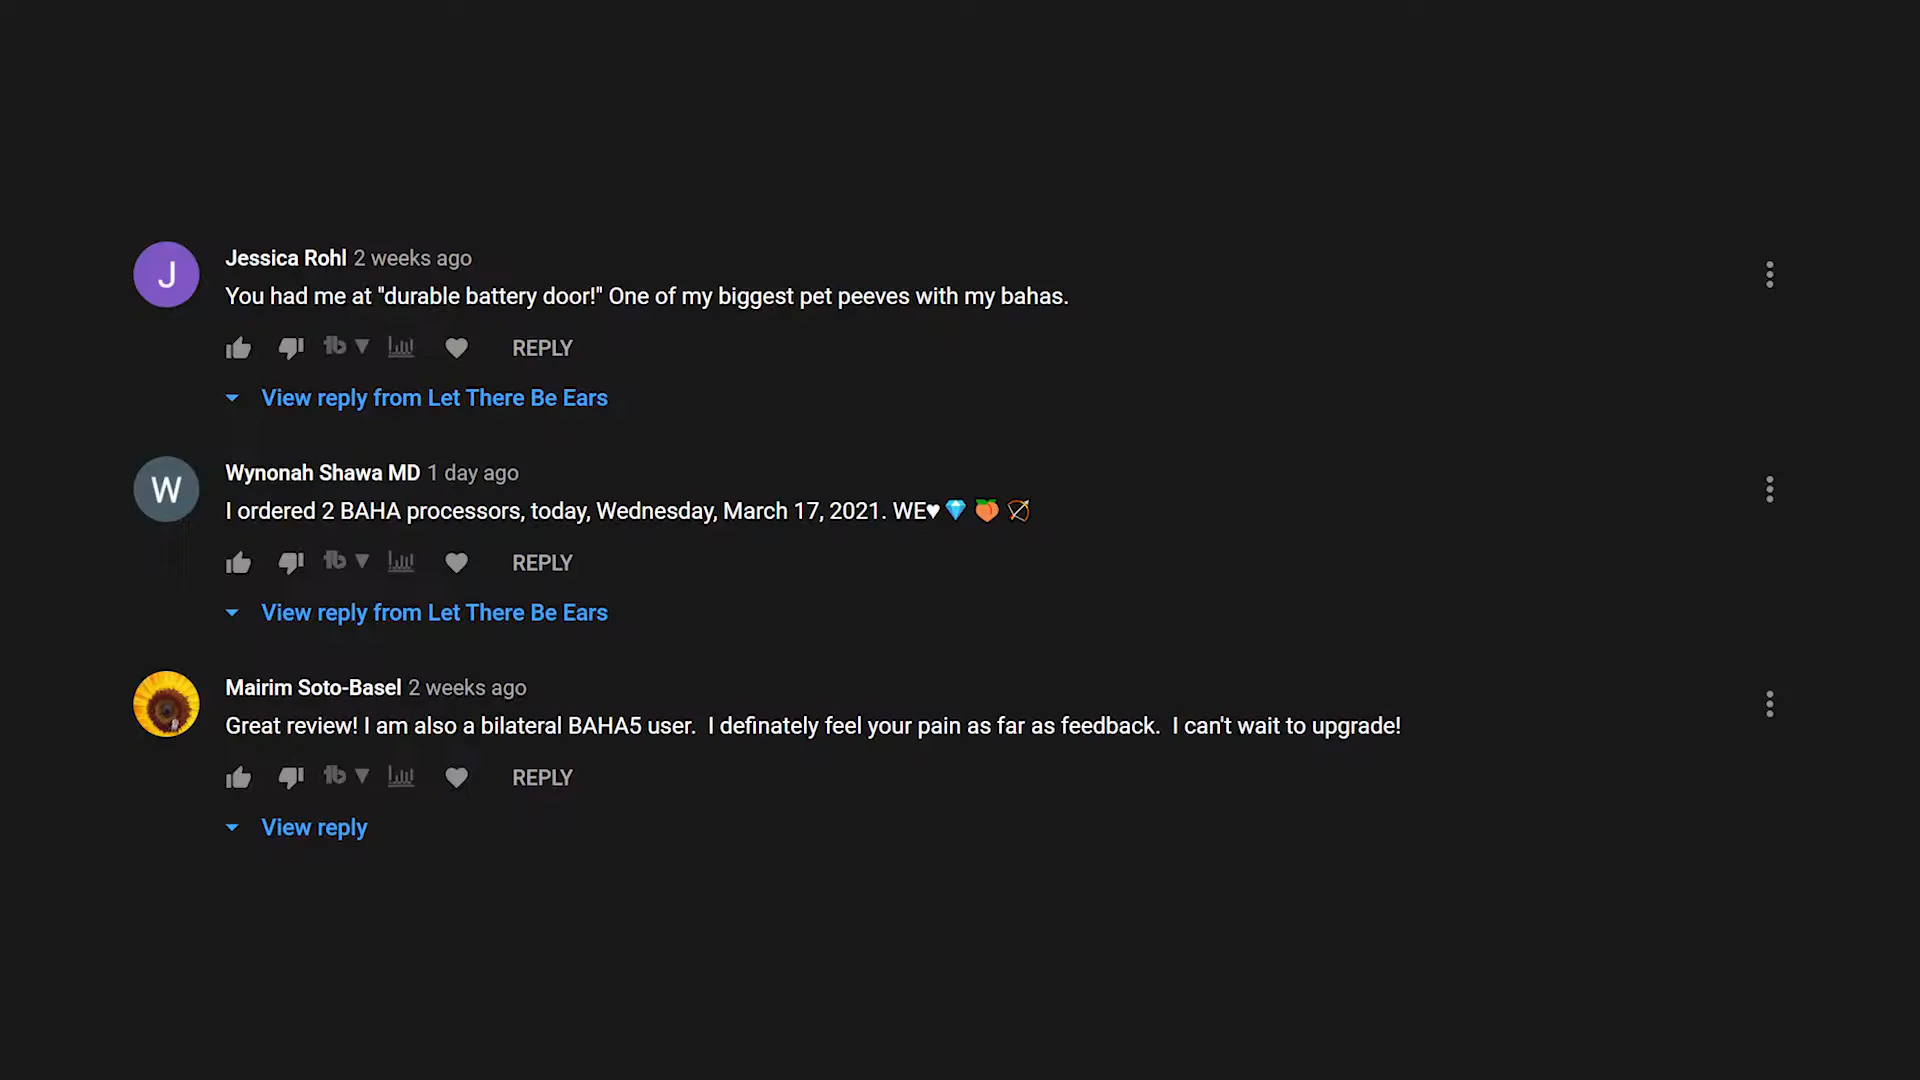 J
Jessica Rohl 2 weeks ago
You had me at "durable battery door!" One of my biggest pet peeves with my bahas.
REPLY
View reply from Let There Be Ears
W
Wynonah Shawa MD 1 day ago
I ordered 2 BAHA processors, today, Wednesday, March 17, 2021. WE♥💎🍑🏹
REPLY
View reply from Let There Be Ears
Mairim Soto-Basel 2 weeks ago
Great review! I am also a bilateral BAHA5 user.  I definately feel your pain as far as feedback.  I can't wait to upgrade!
REPLY
View reply